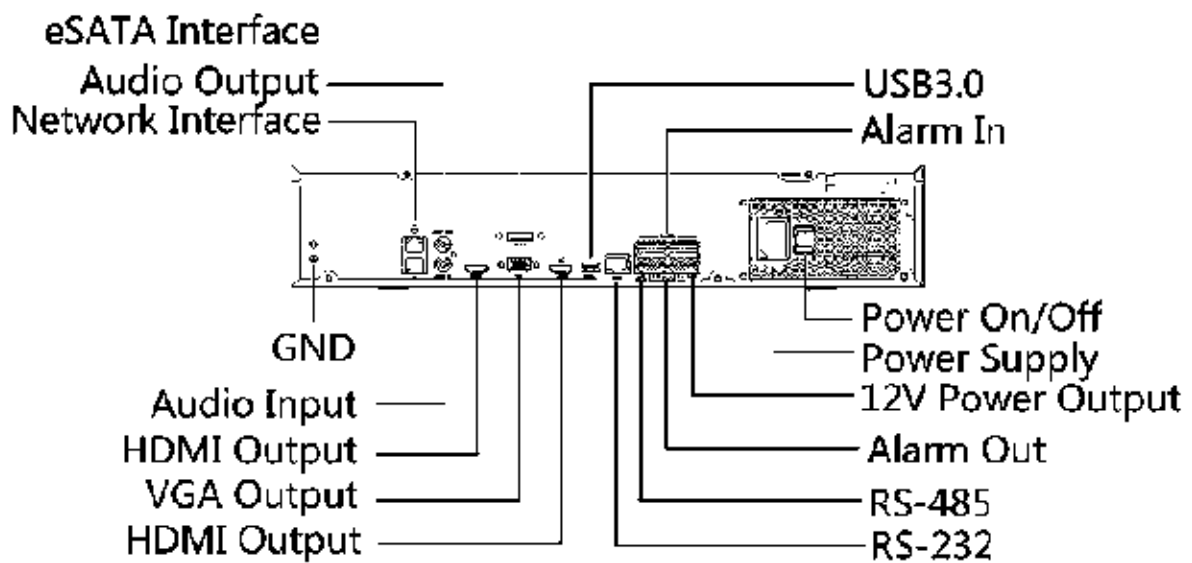 eSATA Interface
Audio Output
Network Interface
USB3.0
Alarm In
GND
Audio Input
HDMI Output
VGA Output
HDMI Output
Power On/Off
Power Supply
12V Power Output
Alarm Out
RS-485
RS-232